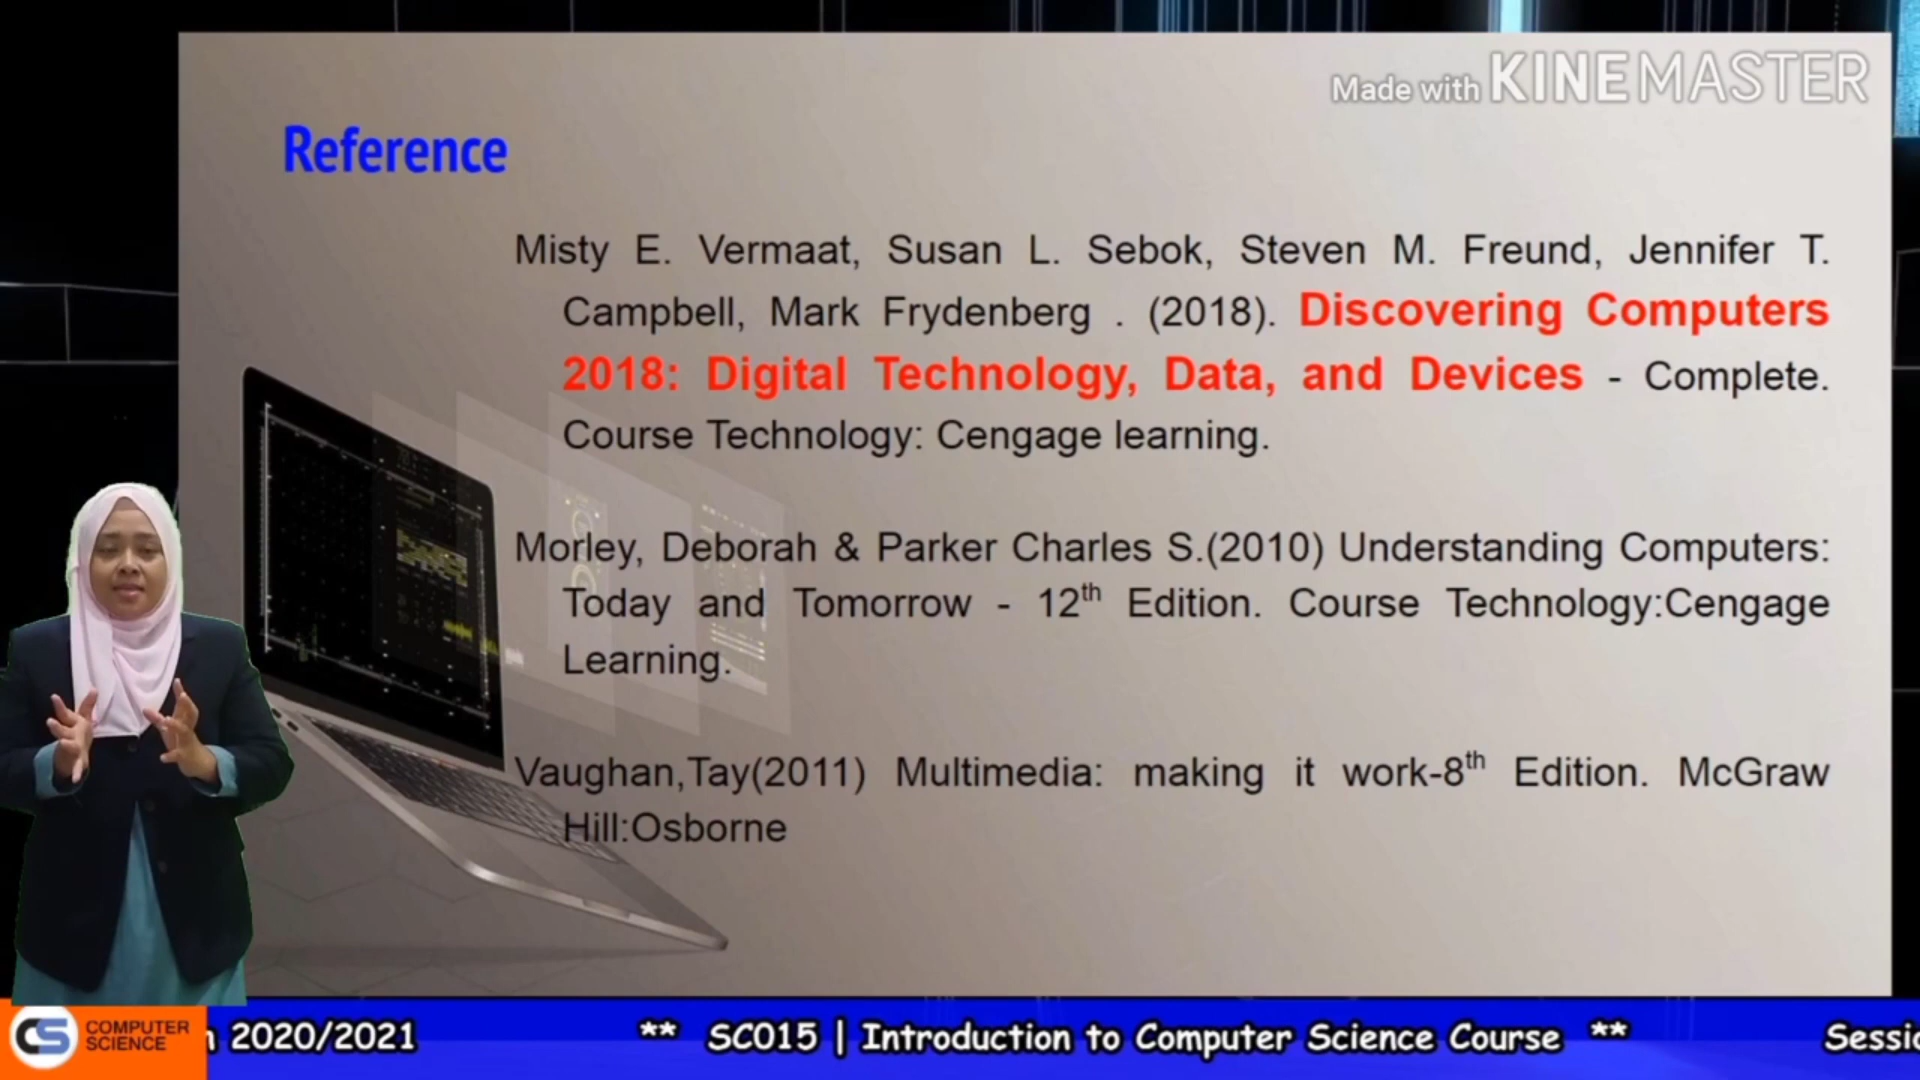 Made with KINEMASTER
Reference
Misty E. Vermaat, Susan L. Sebok, Steven M. Freund, Jennifer T.
Campbell, Mark Frydenberg . (2018). Discovering Computers
2018: Digital Technology, Data, and Devices - Complete.
Course Technology: Cengage learning.
Morley, Deborah & Parker Charles S.(2010) Understanding Computers:
Today and Tomorrow - 12th Edition. Course Technology:Cengage
Learning.
Vaughan,Tay(2011) Multimedia: making it work-8th Edition. McGraw
Hill:Osborne
CS COMPUTER
SCIENCE
n 2020/2021 ** SC015 | Introduction to Computer Science Course ** Sessio